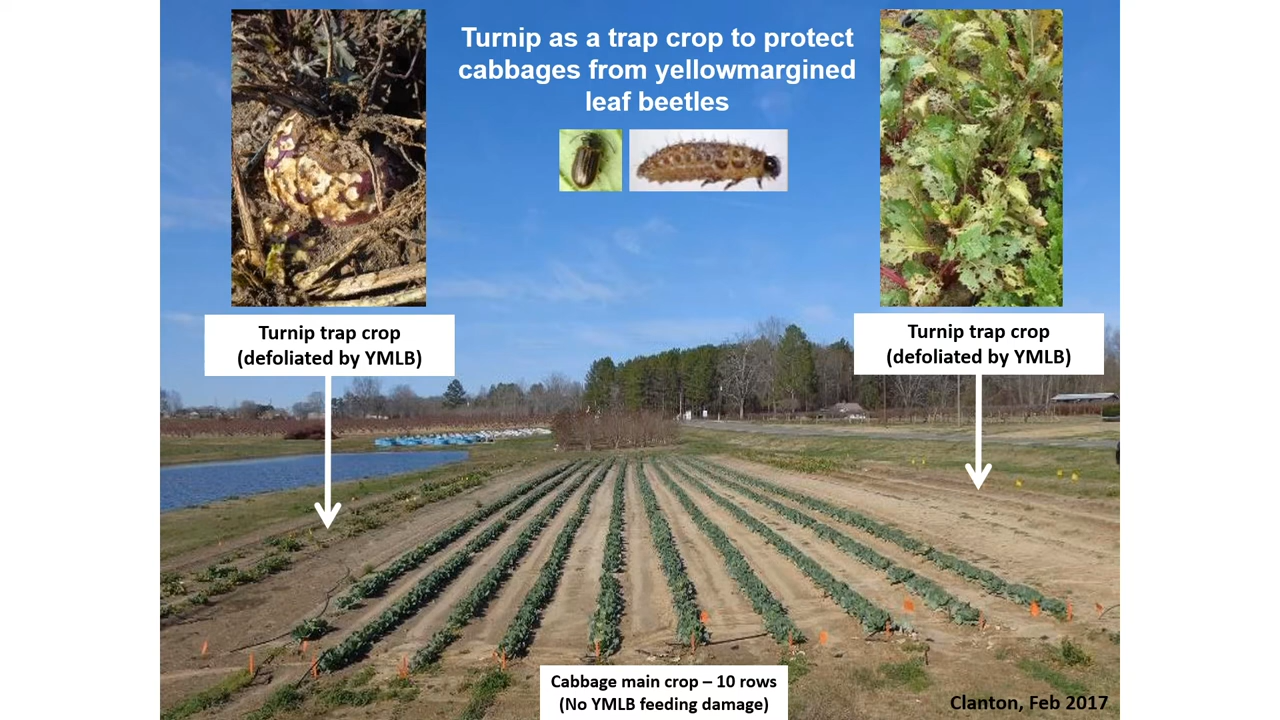 Turnip as a trap crop to protect
cabbages from yellowmargined
leaf beetles
Turnip trap crop
(defoliated by YMLB)
Turnip trap crop
(defoliated by YMLB)
Cabbage main crop – 10 rows
(No YMLB feeding damage)
Clanton, Feb 2017